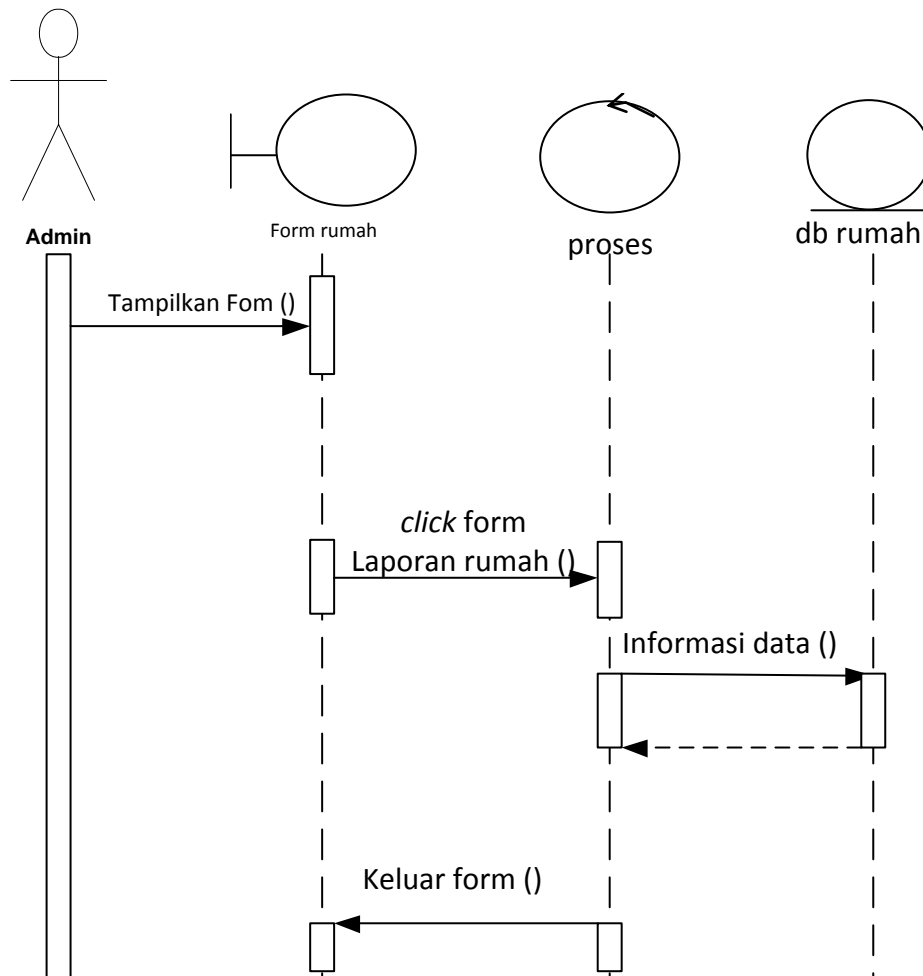 Admin
Form rumah
proses
db rumah
Tampilkan Fom ()
click form
Laporan rumah ()
Informasi data ()
Keluar form ()